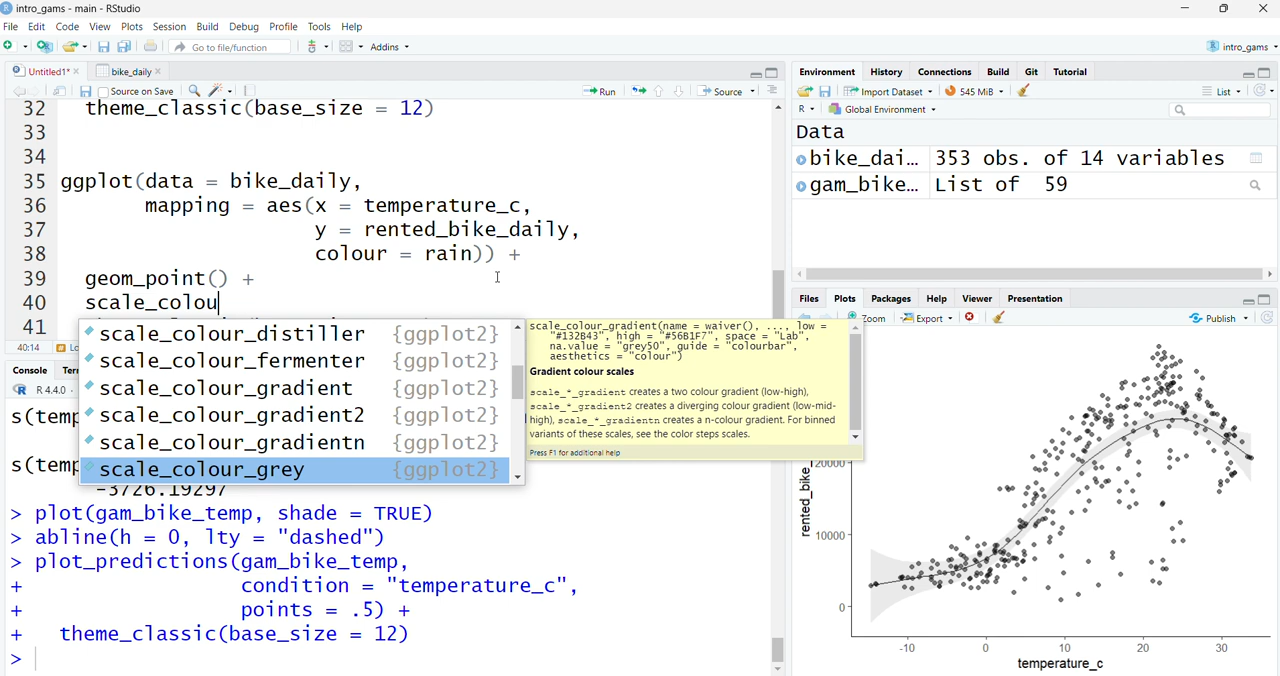 intro_gams - main - RStudio
File Edit Code View Plots Session Build Debug Profile Tools Help
Go to file/function Addins intro_gams
Untitled1* bike_daily
Source on Save Run Source
32 theme_classic(base_size = 12)
33
34
35 ggplot(data = bike_daily,
36 mapping = aes(x = temperature_c,
37 y = rented_bike_daily,
38 colour = rain)) +
39 geom_point() +
40 scale_colou
41
40:14
scale_colour_distiller {ggplot2}
scale_colour_fermenter {ggplot2}
scale_colour_gradient {ggplot2}
scale_colour_gradient2 {ggplot2}
scale_colour_gradientn {ggplot2}
scale_colour_grey {ggplot2}
scale_colour_gradient(name = waiver(), ..., low =
"#132B43", high = "#56B1F7", space = "Lab",
na.value = "grey50", guide = "colourbar",
aesthetics = "colour")
Gradient colour scales
scale_*_gradient creates a two colour gradient (low-high),
scale_*_gradient2 creates a diverging colour gradient (low-mid-
high), scale_*_gradientn creates a n-colour gradient. For binned
variants of these scales, see the color steps scales.
Press F1 for additional help
Console Ter
R 4.4.0 ·
s(temp
s(temp
-3726.19297
> plot(gam_bike_temp, shade = TRUE)
> abline(h = 0, lty = "dashed")
> plot_predictions(gam_bike_temp,
+ condition = "temperature_c",
+ points = .5) +
+ theme_classic(base_size = 12)
>
Environment History Connections Build Git Tutorial
Import Dataset 545 MiB List
R Global Environment
Data
bike_dai... 353 obs. of 14 variables
gam_bike... List of 59
Files Plots Packages Help Viewer Presentation
Zoom Export Publish
rented_bike
10000
0
-10 0 10 20 30
temperature_c